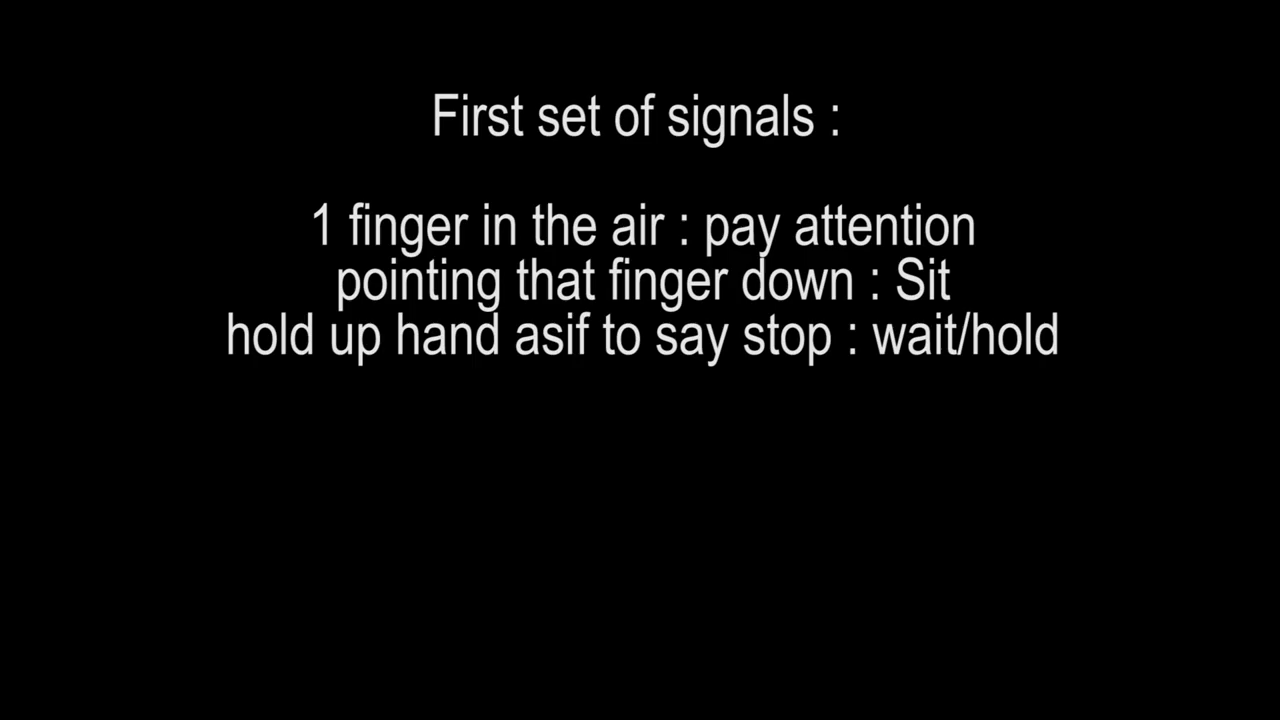 First set of signals :
1 finger in the air : pay attention
pointing that finger down : Sit
hold up hand asif to say stop : wait/hold